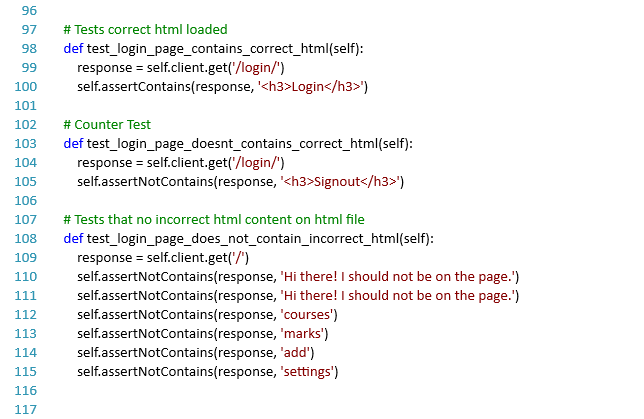 96
97 # Tests correct html loaded
98 def test_login_page_contains_correct_html(self):
99 response = self.client.get('/login/')
100 self.assertContains(response, '<h3>Login</h3>')
101
102 # Counter Test
103 def test_login_page_doesnt_contains_correct_html(self):
104 response = self.client.get('/login/')
105 self.assertNotContains(response, '<h3>Signout</h3>')
106
107 # Tests that no incorrect html content on html file
108 def test_login_page_does_not_contain_incorrect_html(self):
109 response = self.client.get('/')
110 self.assertNotContains(response, 'Hi there! I should not be on the page.')
111 self.assertNotContains(response, 'Hi there! I should not be on the page.')
112 self.assertNotContains(response, 'courses')
113 self.assertNotContains(response, 'marks')
114 self.assertNotContains(response, 'add')
115 self.assertNotContains(response, 'settings')
116
117